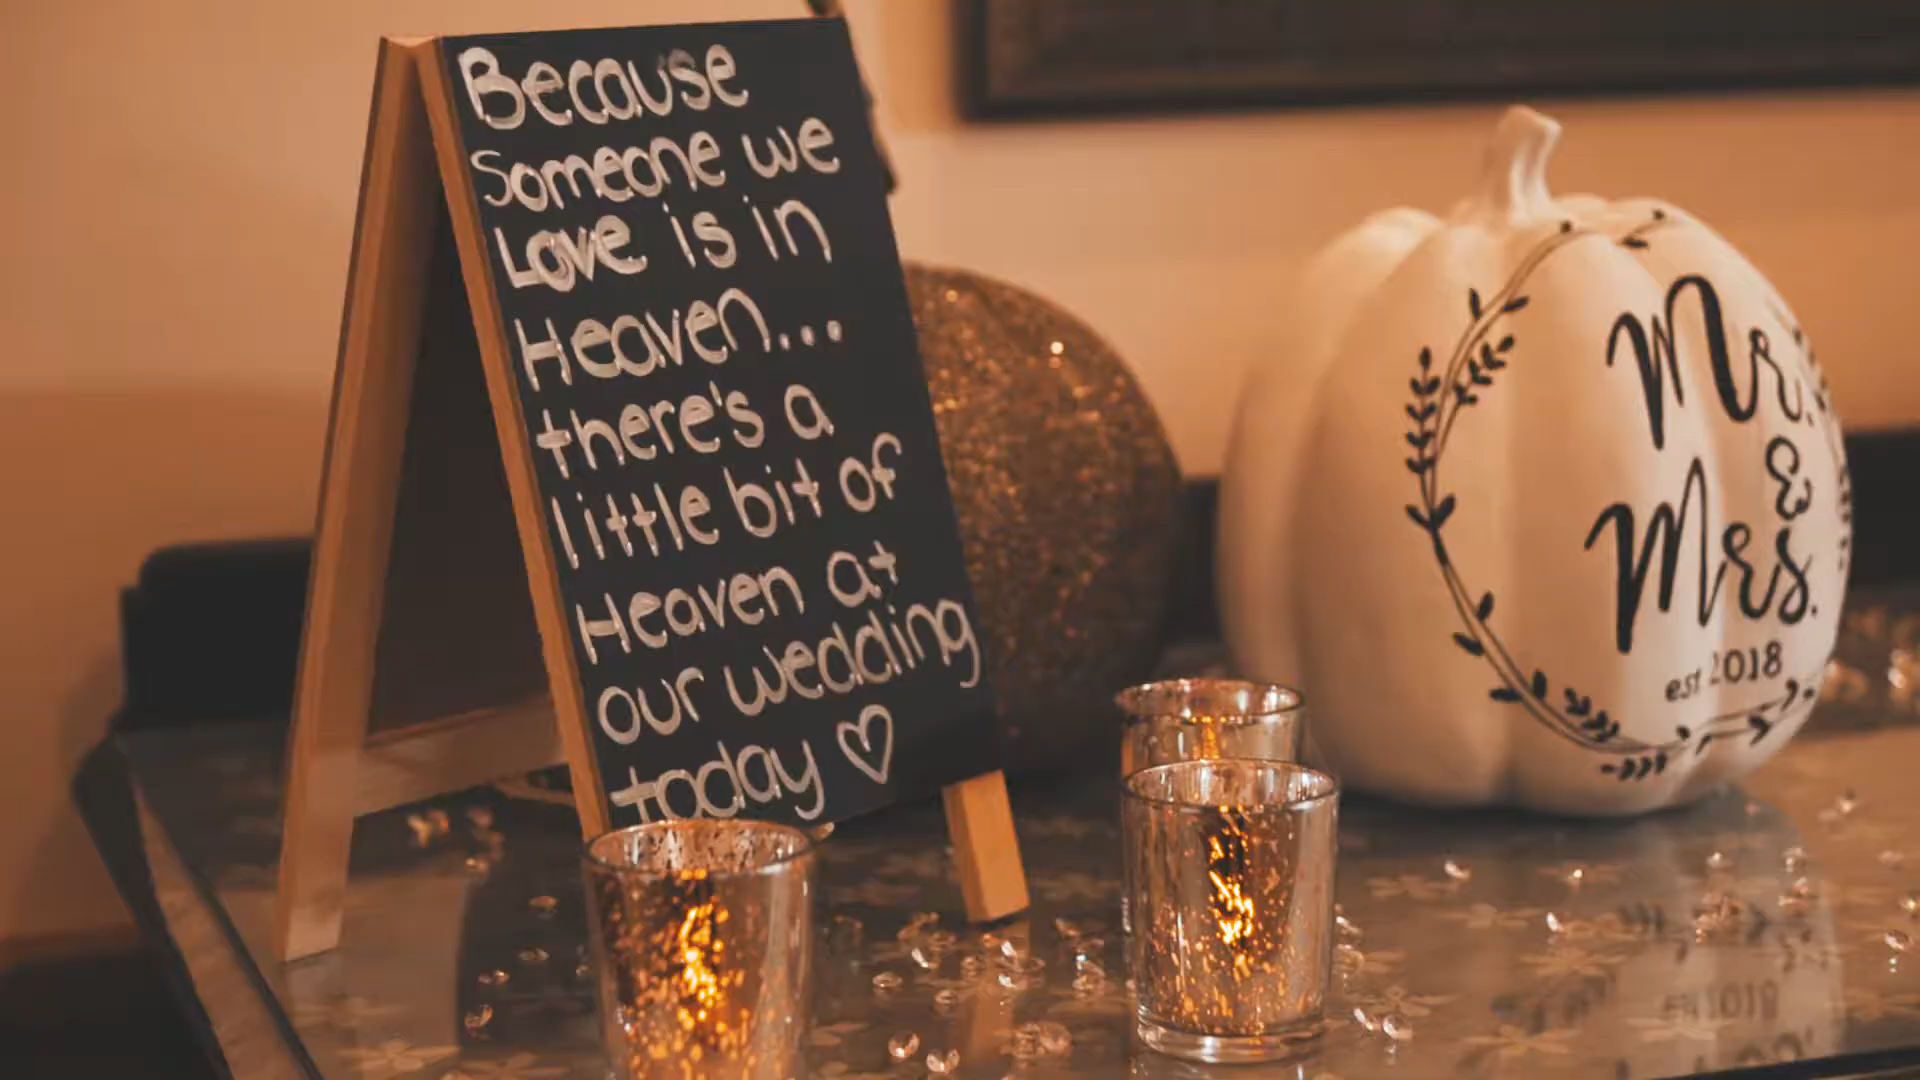 Because
Someone we
Love is in
Heaven...
there's a
little bit of
Heaven at
our wedding
today ♡
Mr.
&
Mrs.
est 2018